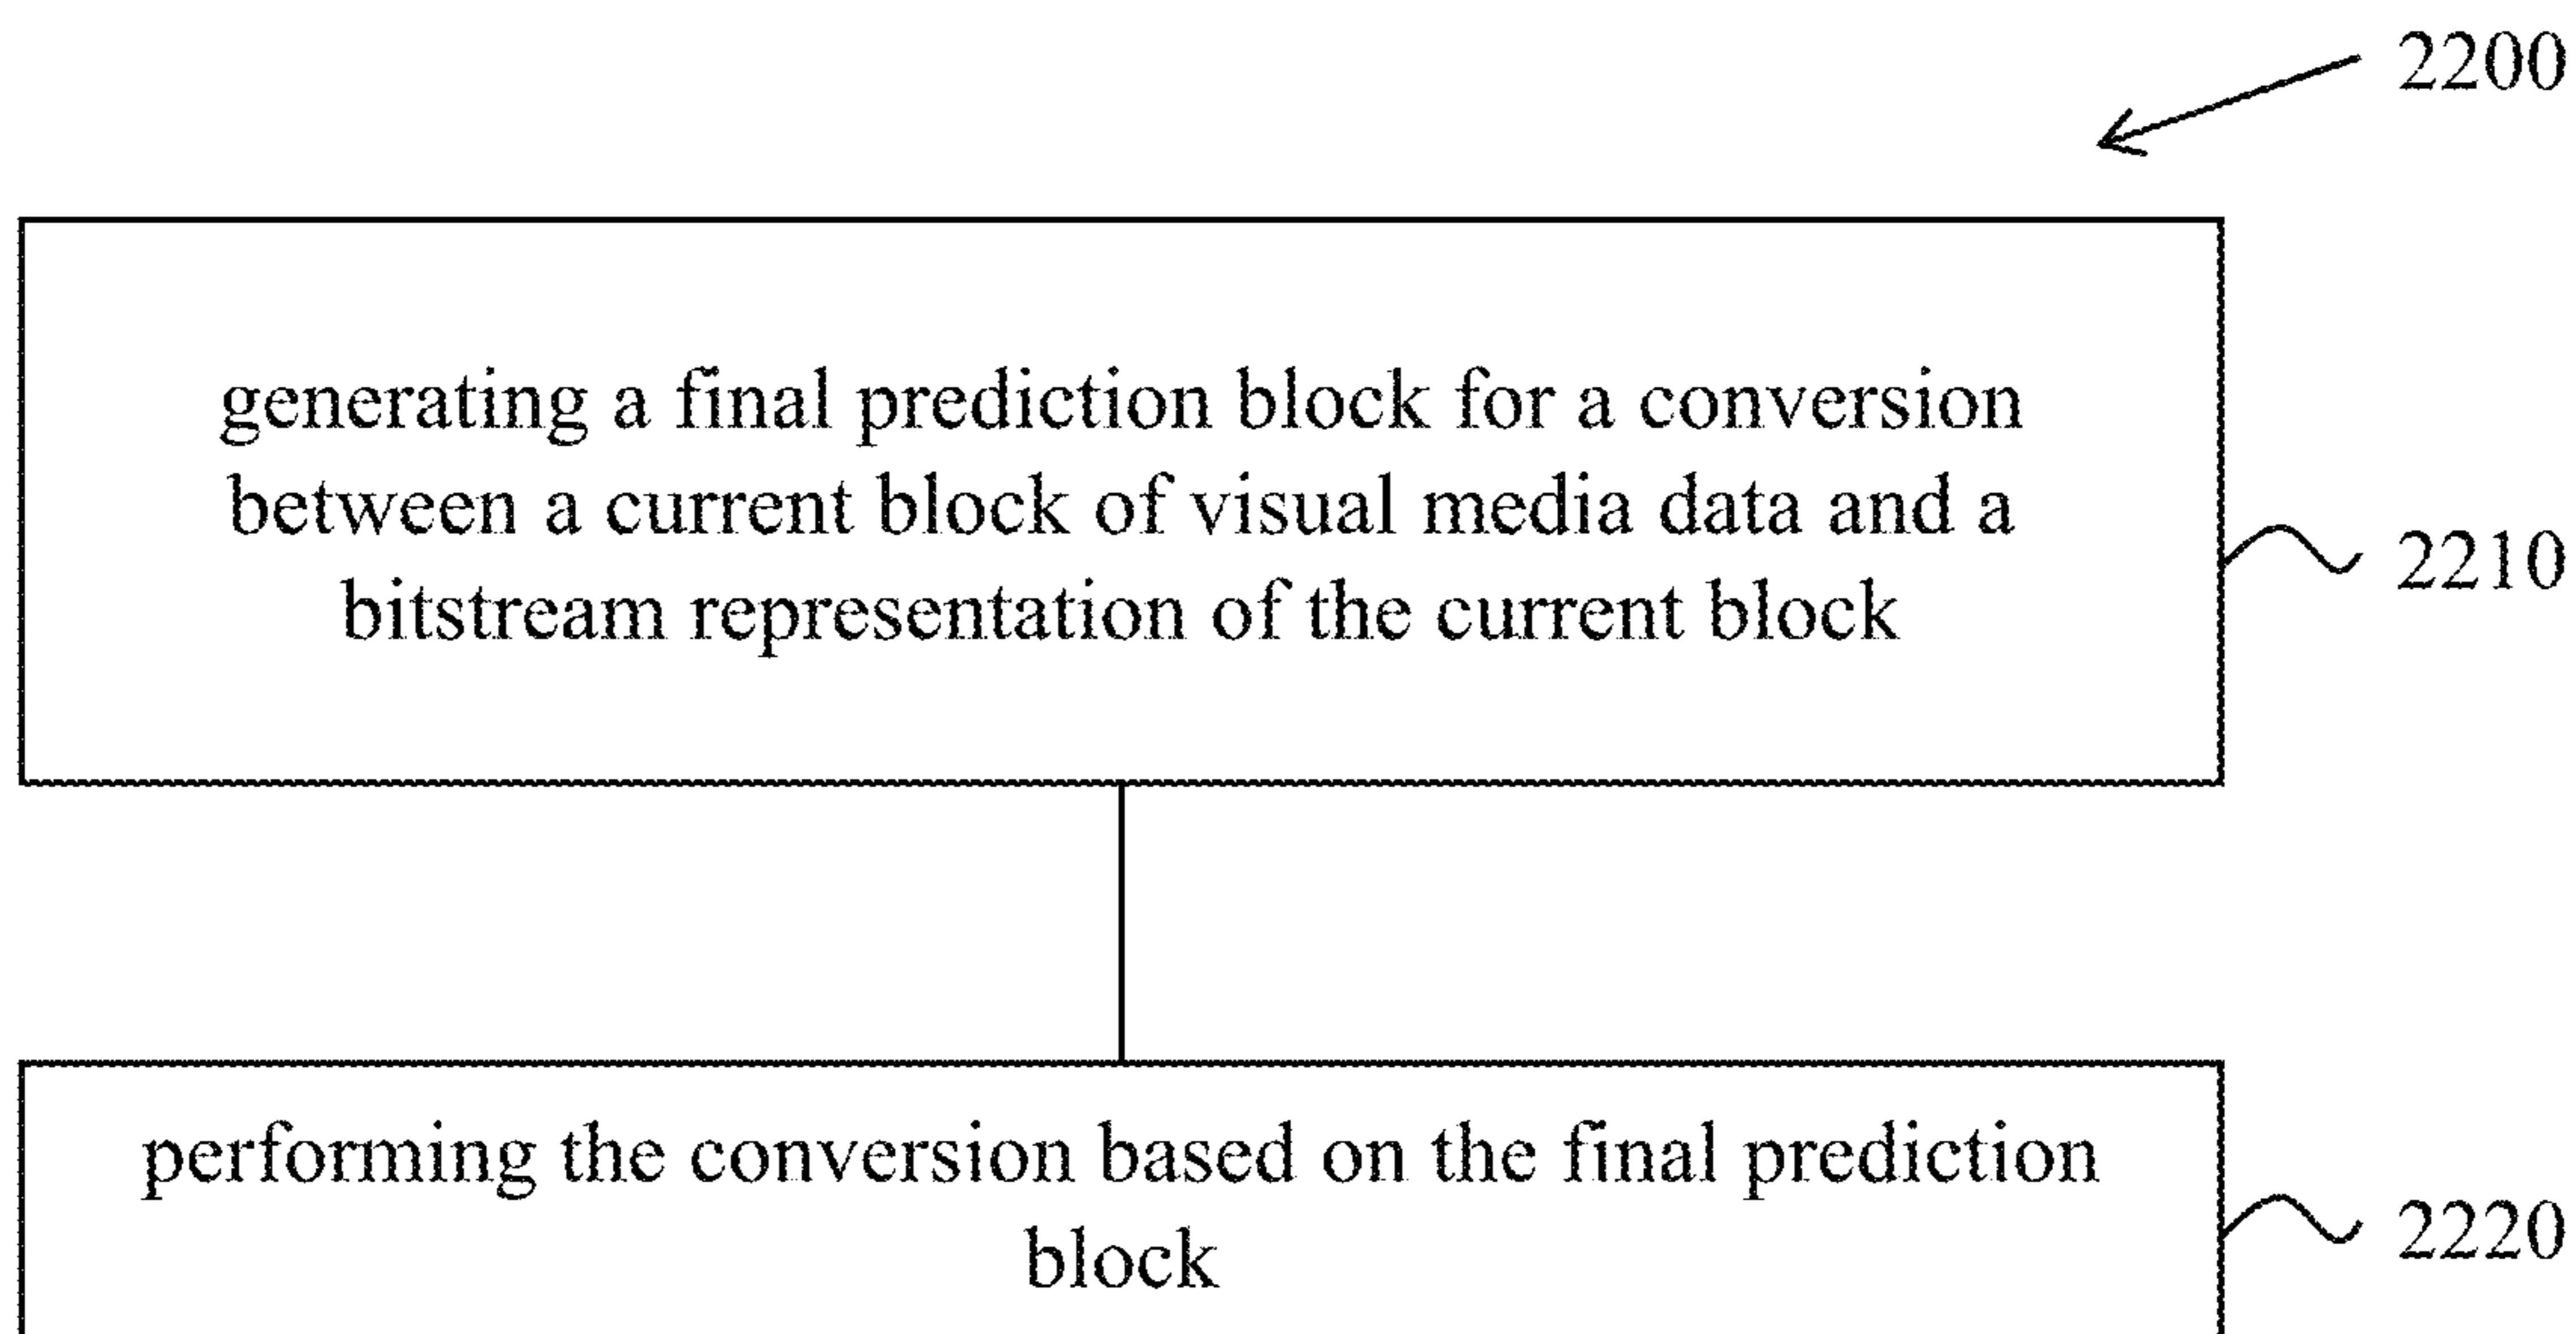 2200
generating a final prediction block for a conversion
between a current block of visual media data and a
bitstream representation of the current block
2210
performing the conversion based on the final prediction
block
2220